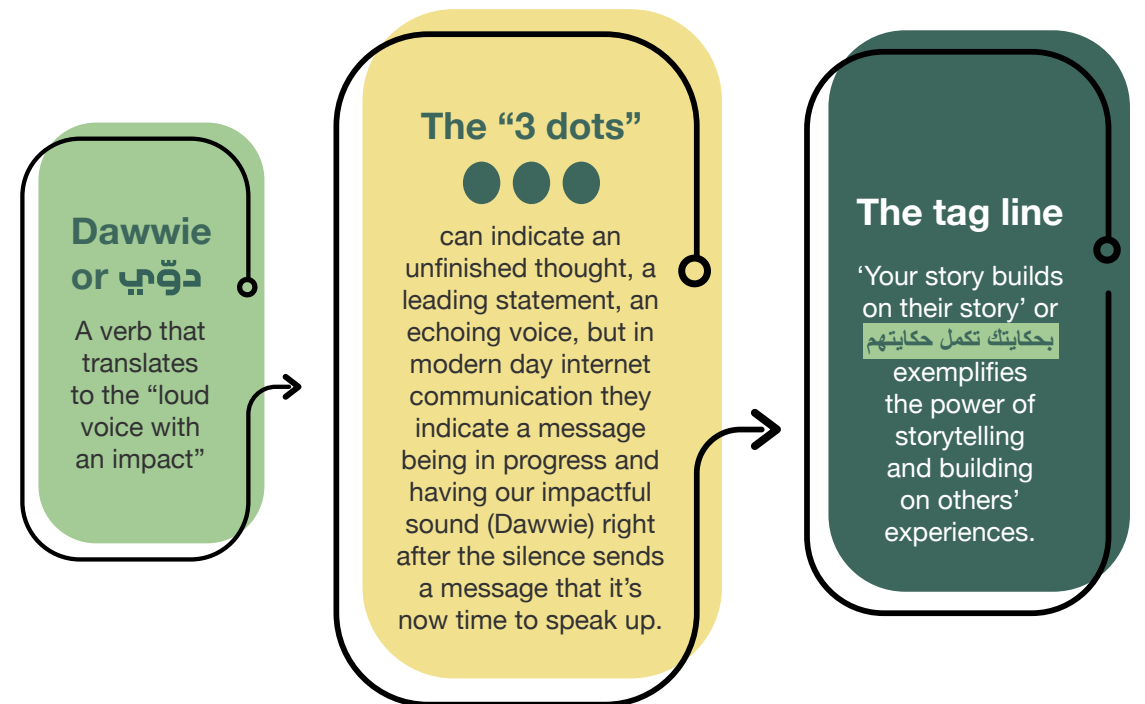 Dawwie
or دوّي
A verb that
translates
to the “loud
voice with
an impact”
The “3 dots”
can indicate an
unfinished thought, a
leading statement, an
echoing voice, but in
modern day internet
communication they
indicate a message
being in progress and
having our impactful
sound (Dawwie) right
after the silence sends
a message that it’s
now time to speak up.
The tag line
‘Your story builds
on their story’ or
بحكايتك تكمل حكايتهم
exemplifies
the power of
storytelling
and building
on others’
experiences.